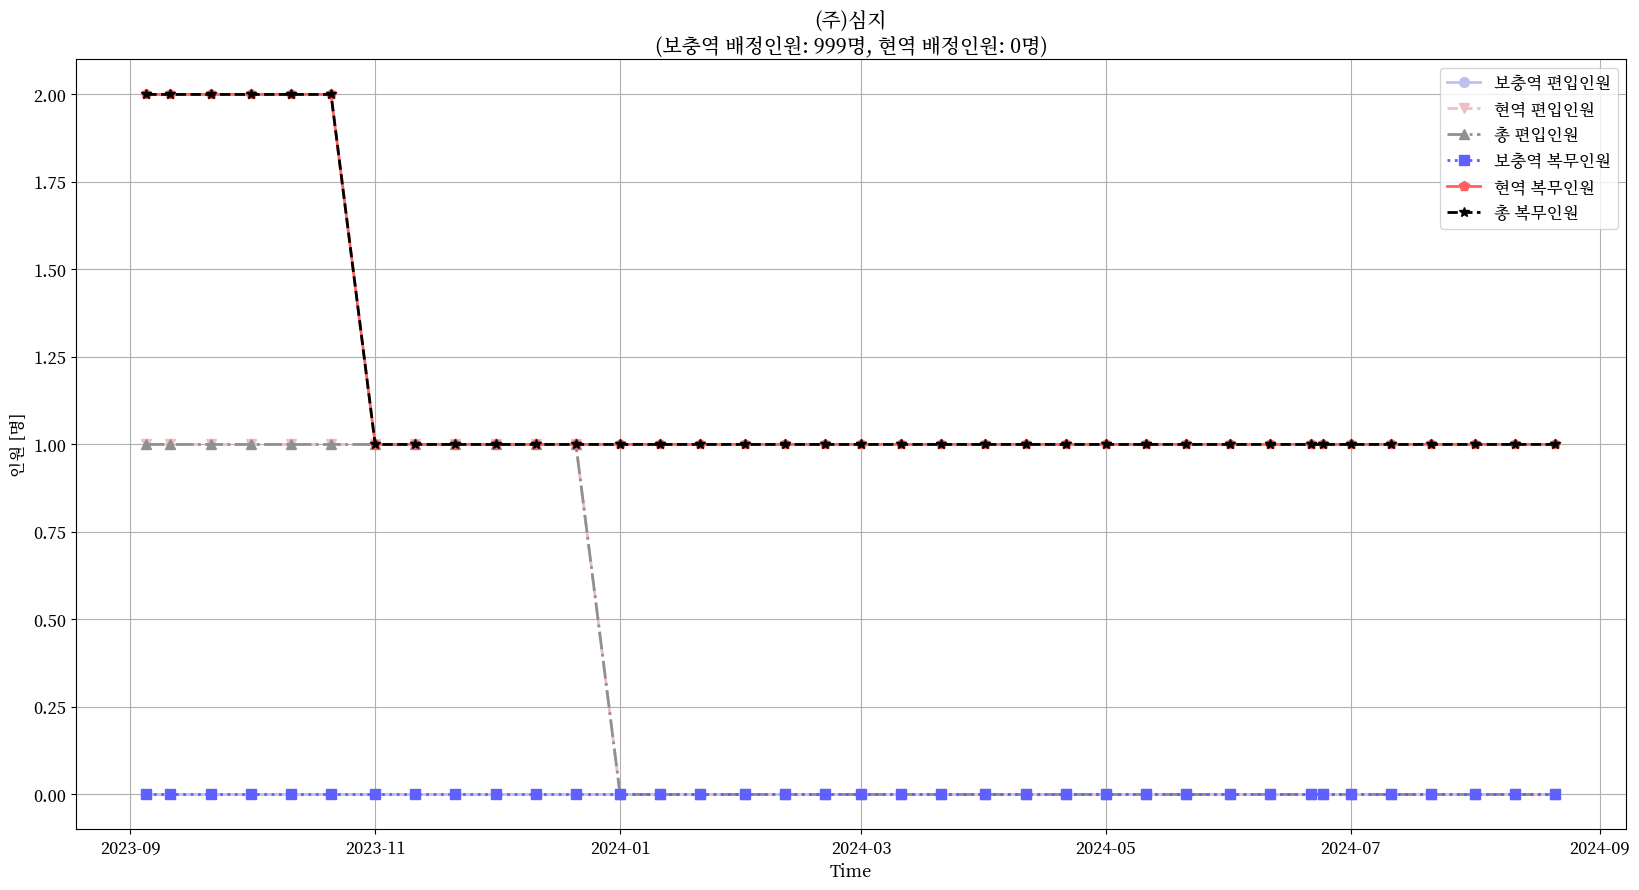 (주)심지
(보충역 배정인원: 999명, 현역 배정인원: 0명)
보충역 편입인원
현역 편입인원
총 편입인원
보충역 복무인원
현역 복무인원
총 복무인원
인원 [명]
2.00
1.75
1.50
1.25
1.00
0.75
0.50
0.25
0.00
2023-09
2023-11
2024-01
2024-03
2024-05
2024-07
2024-09
Time